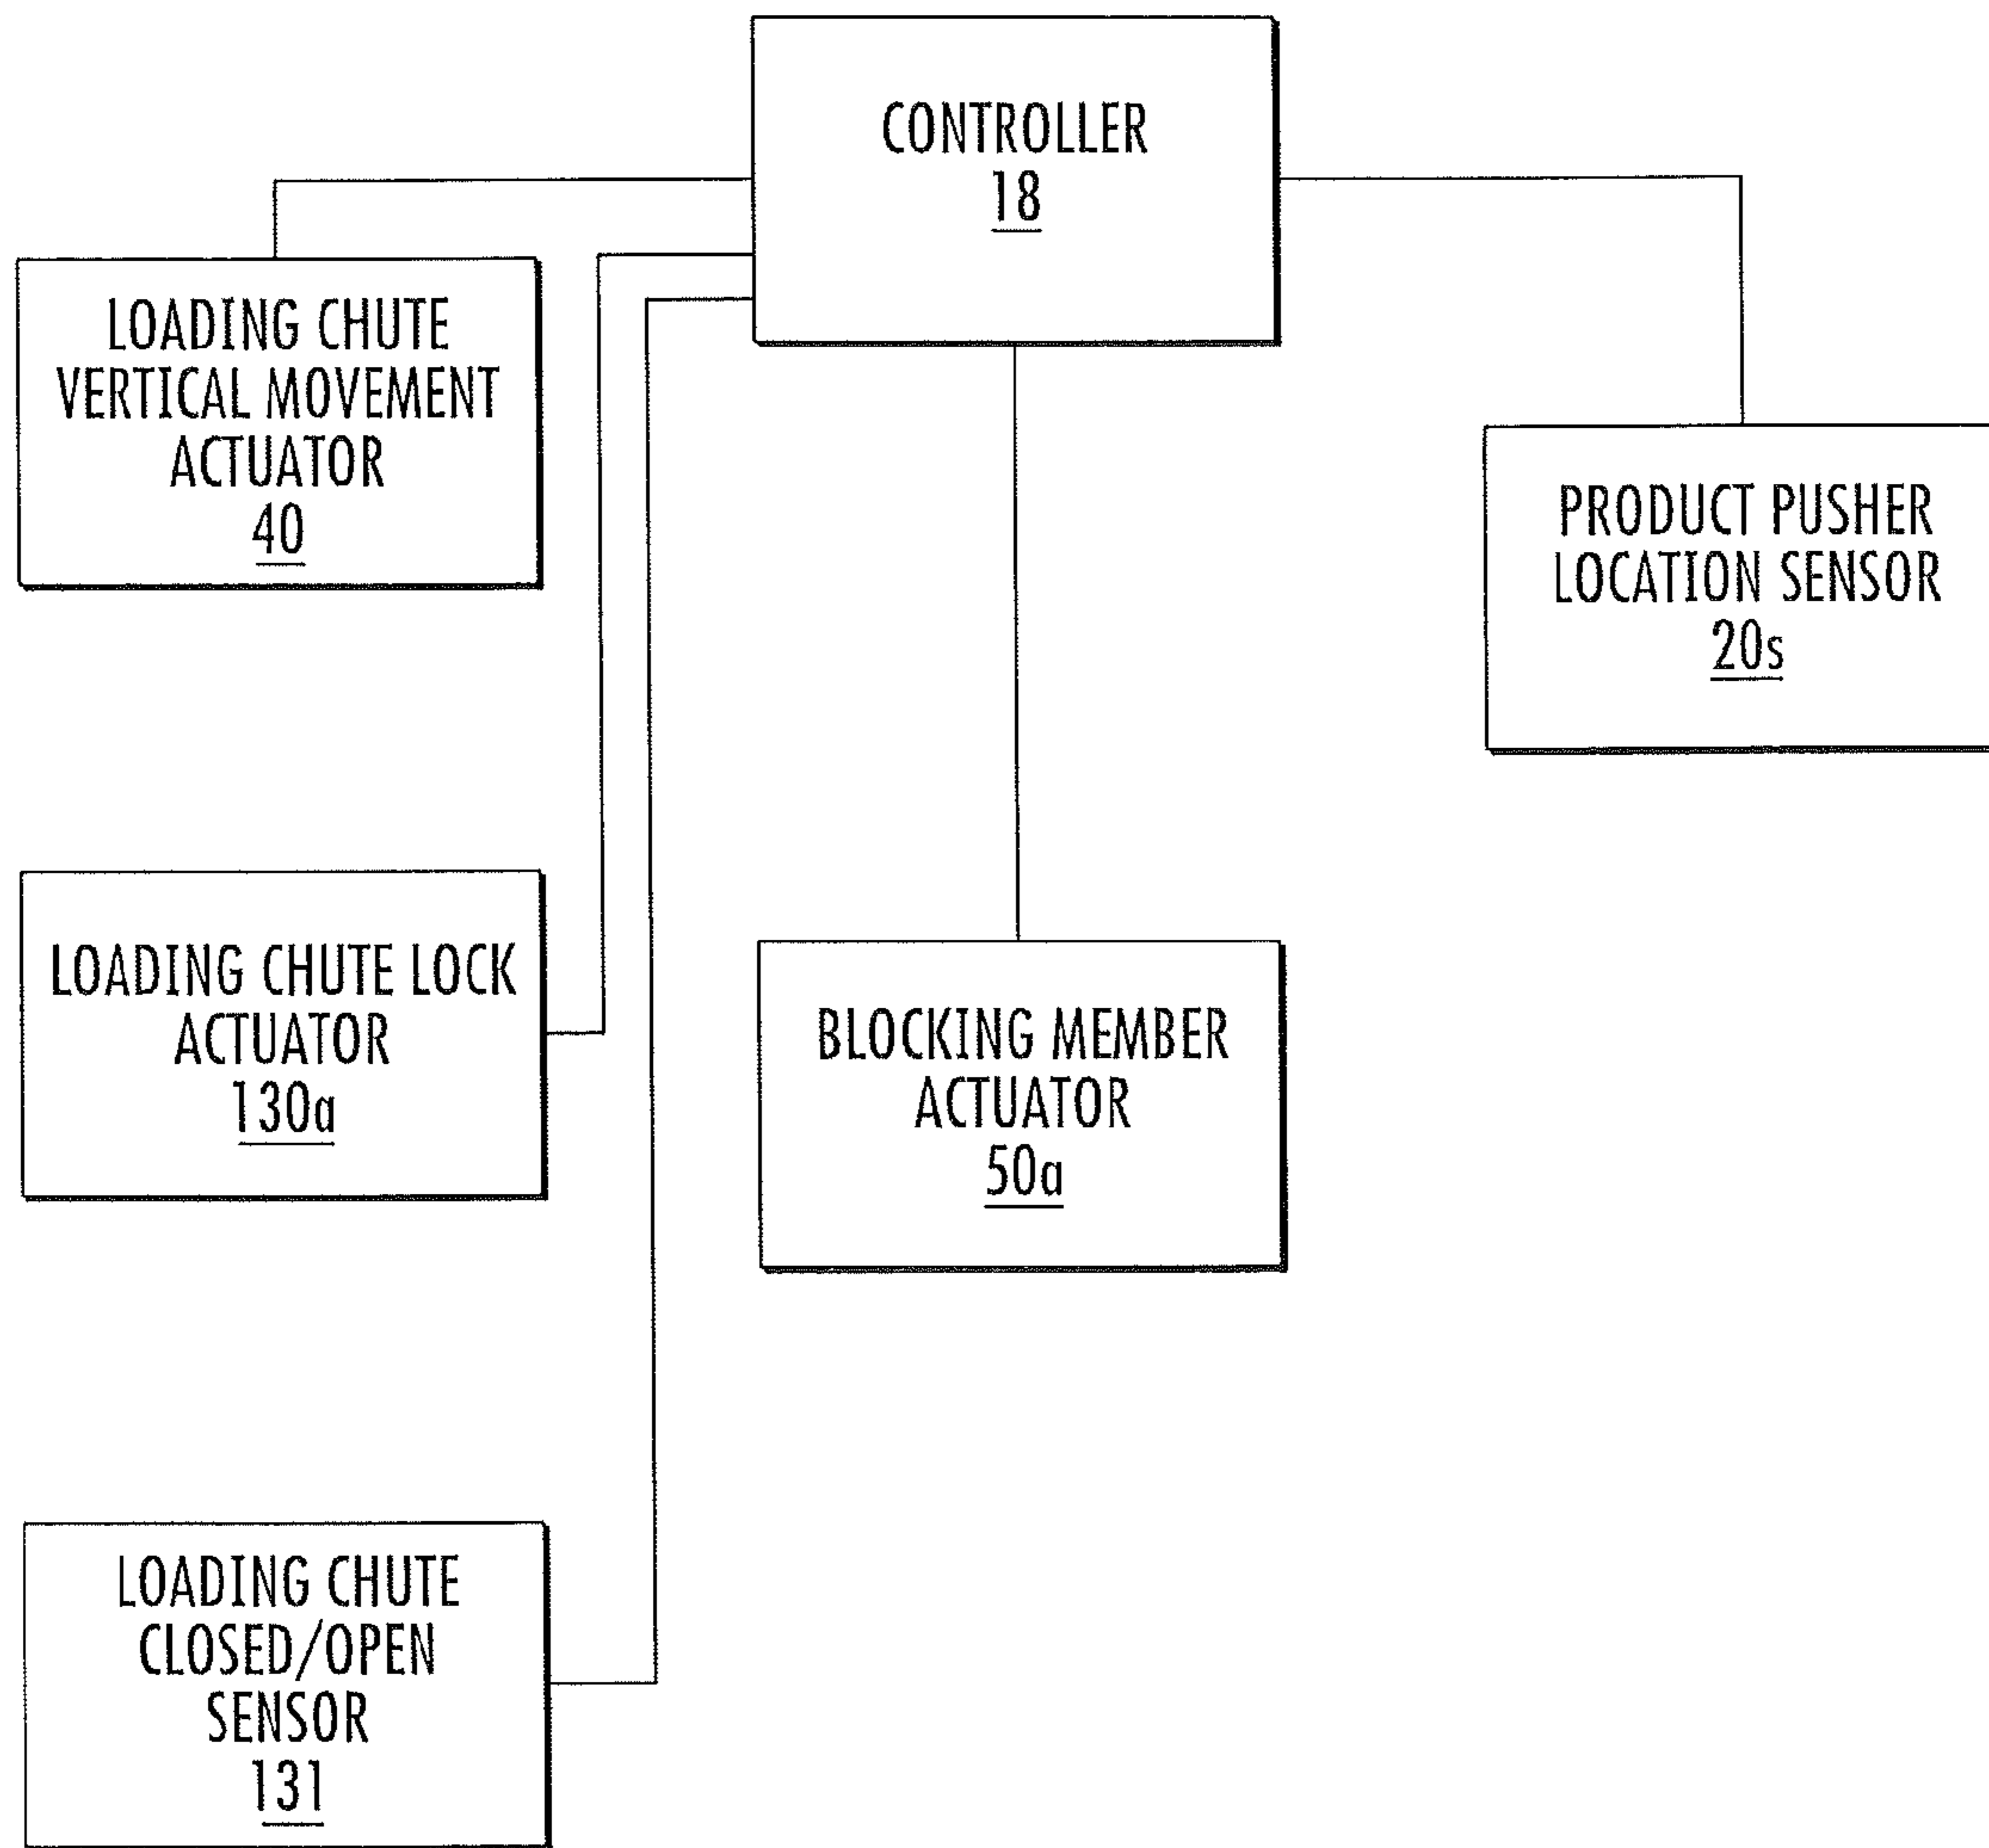 CONTROLLER
18
LOADING CHUTE
VERTICAL MOVEMENT
ACTUATOR
40
PRODUCT PUSHER
LOCATION SENSOR
20s
LOADING CHUTE LOCK
ACTUATOR
130a
BLOCKING MEMBER
ACTUATOR
50a
LOADING CHUTE
CLOSED/OPEN
SENSOR
131